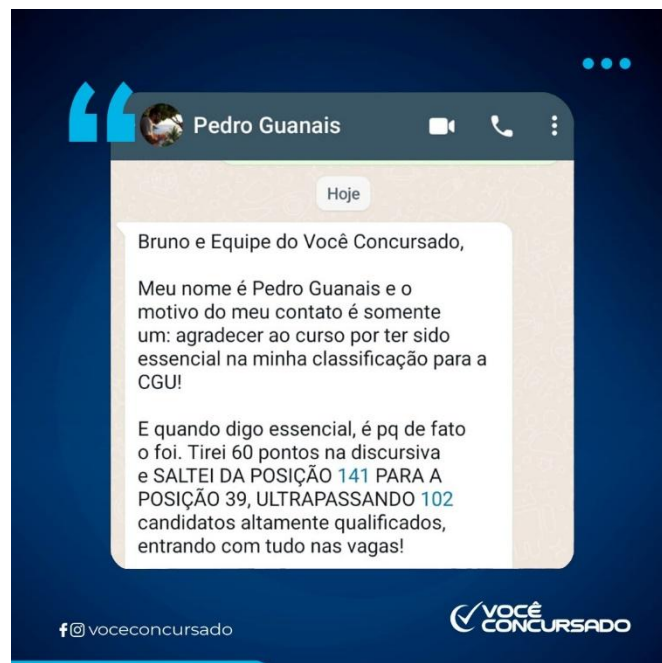 Pedro Guanais
Hoje
Bruno e Equipe do Você Concursado,
Meu nome é Pedro Guanais e o
motivo do meu contato é somente
um: agradecer ao curso por ter sido
essencial na minha classificação para a
CGU!
E quando digo essencial, é pq de fato
o foi. Tirei 60 pontos na discursiva
e SALTEI DA POSIÇÃO 141 PARA A
POSIÇÃO 39, ULTRAPASSANDO 102
candidatos altamente qualificados,
entrando com tudo nas vagas!
voceconcursado
VOCÊ
CONCURSADO